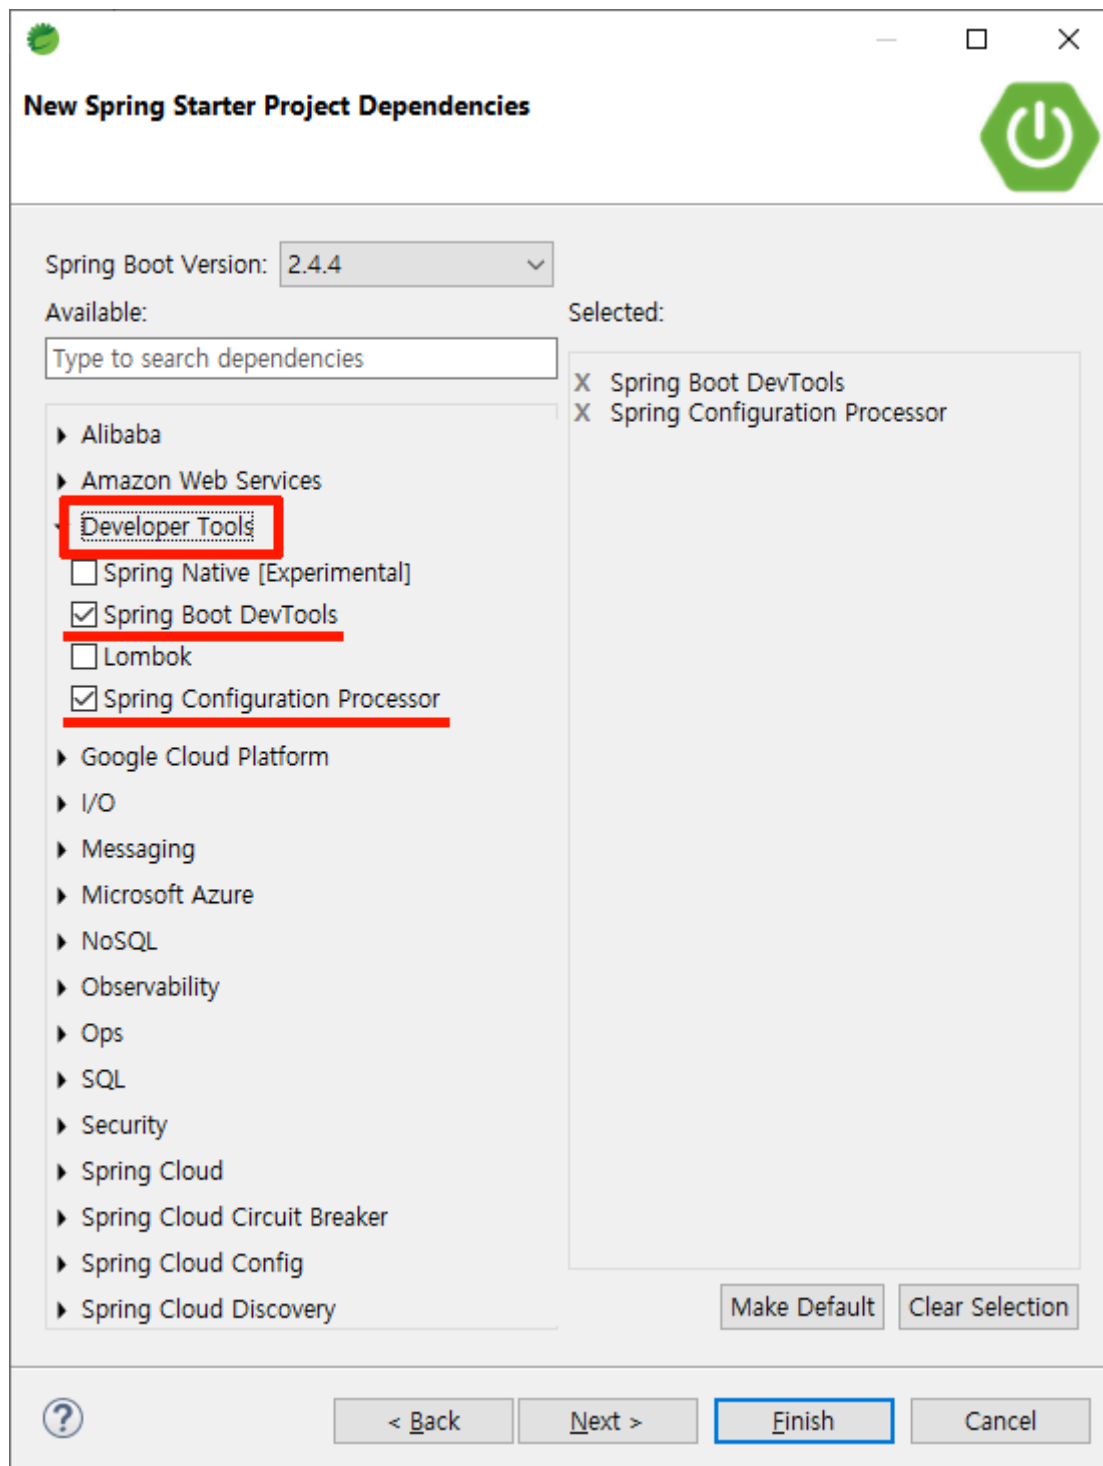 New Spring Starter Project Dependencies
Spring Boot Version: 2.4.4
Available:
Type to search dependencies
Alibaba
Amazon Web Services
Developer Tools
Spring Native [Experimental]
Spring Boot DevTools
Lombok
Spring Configuration Processor
Google Cloud Platform
I/O
Messaging
Microsoft Azure
NoSQL
Observability
Ops
SQL
Security
Spring Cloud
Spring Cloud Circuit Breaker
Spring Cloud Config
Spring Cloud Discovery
Selected:
X Spring Boot DevTools
X Spring Configuration Processor
Make Default Clear Selection
? < Back Next > Finish Cancel